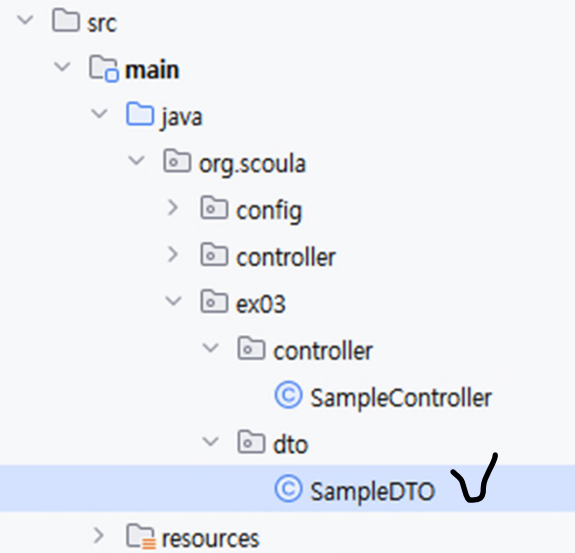 src
main
java
org.scoula
config
controller
ex03
controller
SampleController
dto
SampleDTO
resources